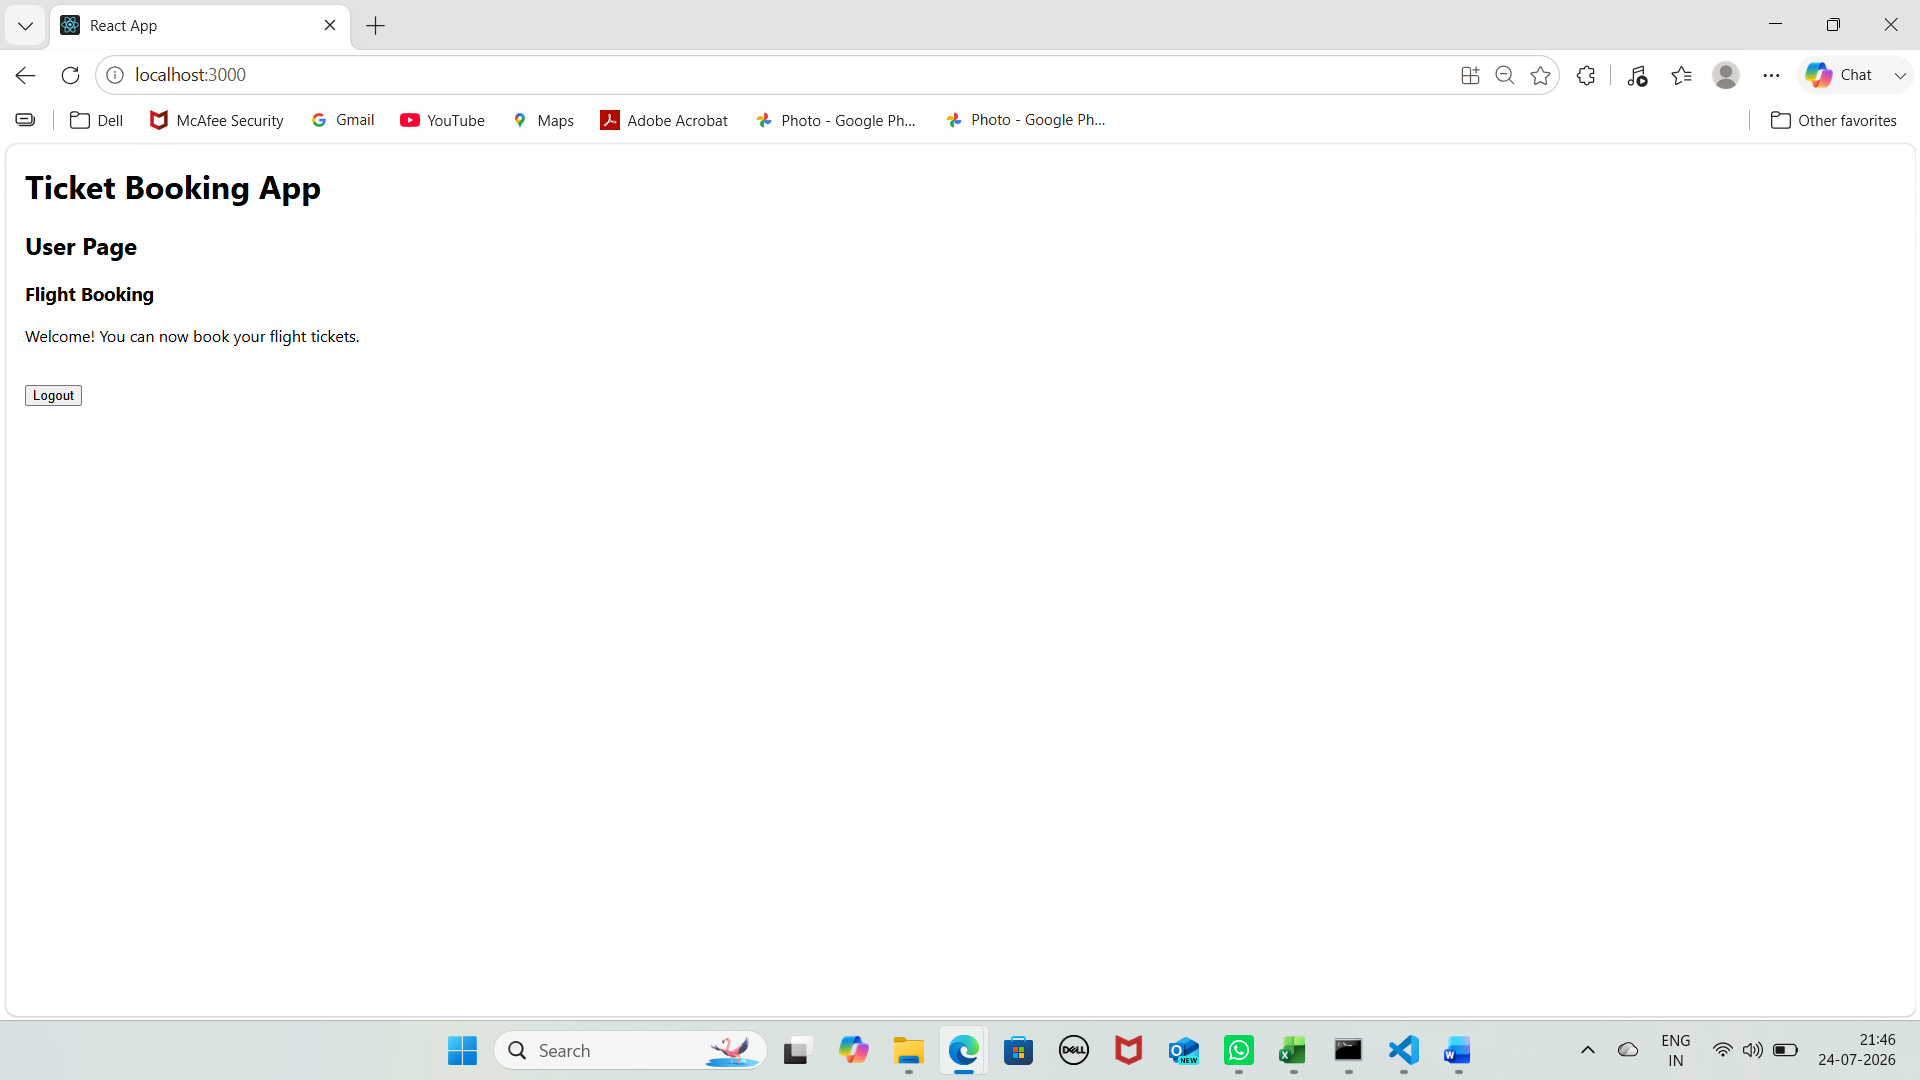 React App
localhost:3000
Chat
Dell
McAfee Security
Gmail
YouTube
Maps
Adobe Acrobat
Photo - Google Ph...
Photo - Google Ph...
Other favorites
Ticket Booking App
User Page
Flight Booking
Welcome! You can now book your flight tickets.
Logout
Search
DELL
NEW
ENG
IN
21:46
24-07-2026